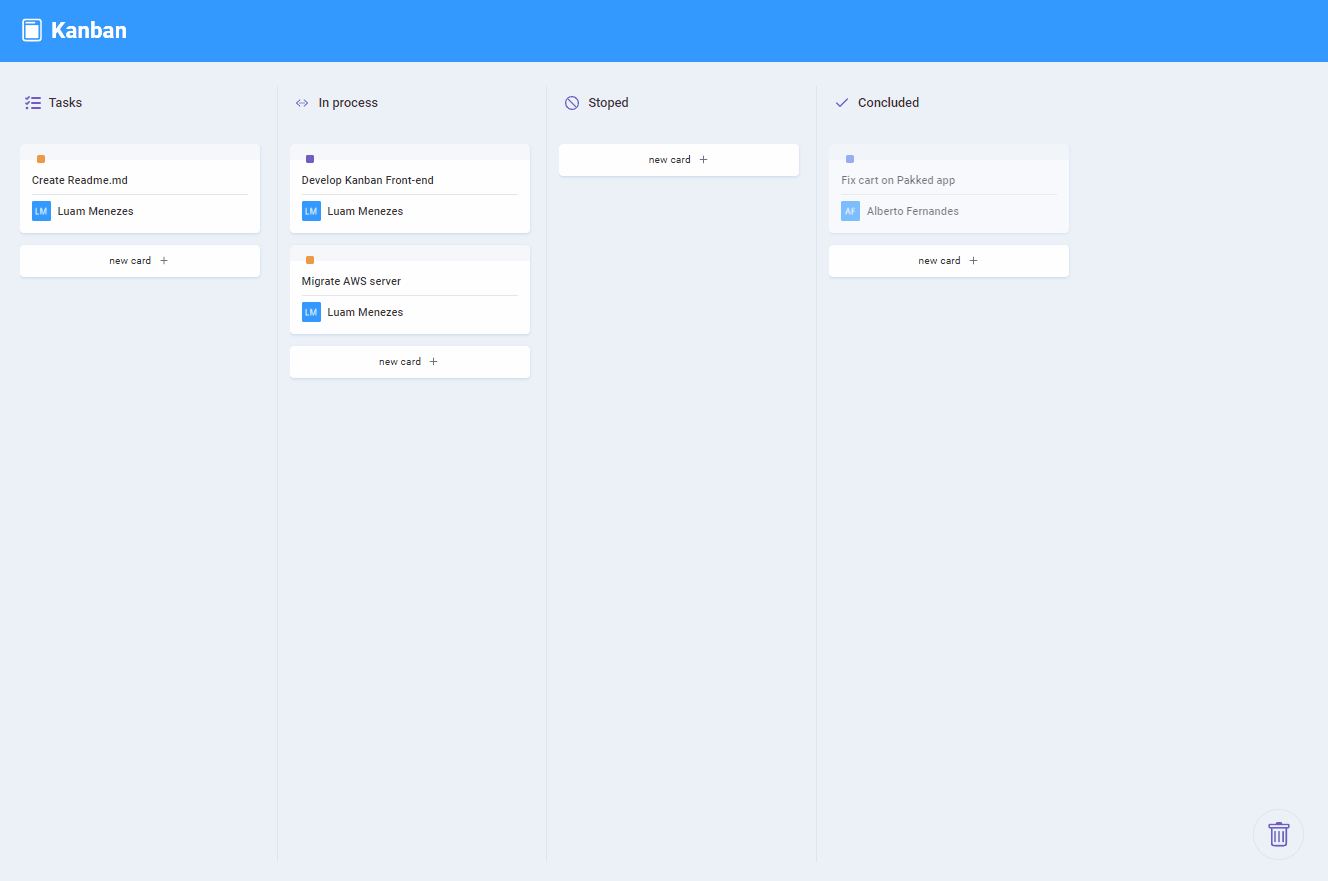 Kanban
Tasks
Create Readme.md
LM Luam Menezes
new card +
In process
Develop Kanban Front-end
LM Luam Menezes
Migrate AWS server
LM Luam Menezes
new card +
Stoped
new card +
Concluded
Fix cart on Pakked app
AF Alberto Fernandes
new card +